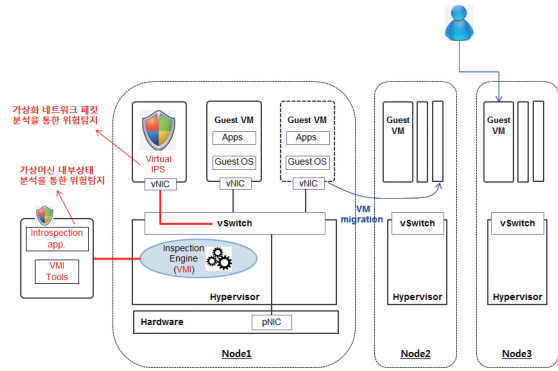 가상화 네트워크 패킷
분석을 통한 위험탐지
가상머신 내부상태
분석을 통한 위험탐지
Virtual
IPS
vNIC
Guest VM
Apps.
Guest OS
vNIC
Guest VM
Apps.
Guest OS
vNIC
Guest
VM
Guest
VM
VM
migration
vSwitch
vSwitch
vSwitch
Introspection
app.
VMI
Tools
Inspection
Engine
(VMI)
Hypervisor
Hypervisor
Hypervisor
Hardware
pNIC
Node1
Node2
Node3